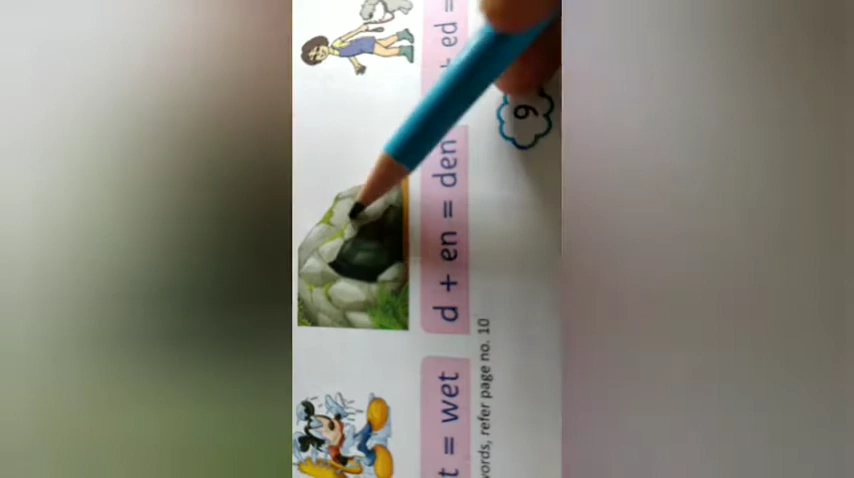 t = wet
d + en = den
+ ed =
words, refer page no. 10
9